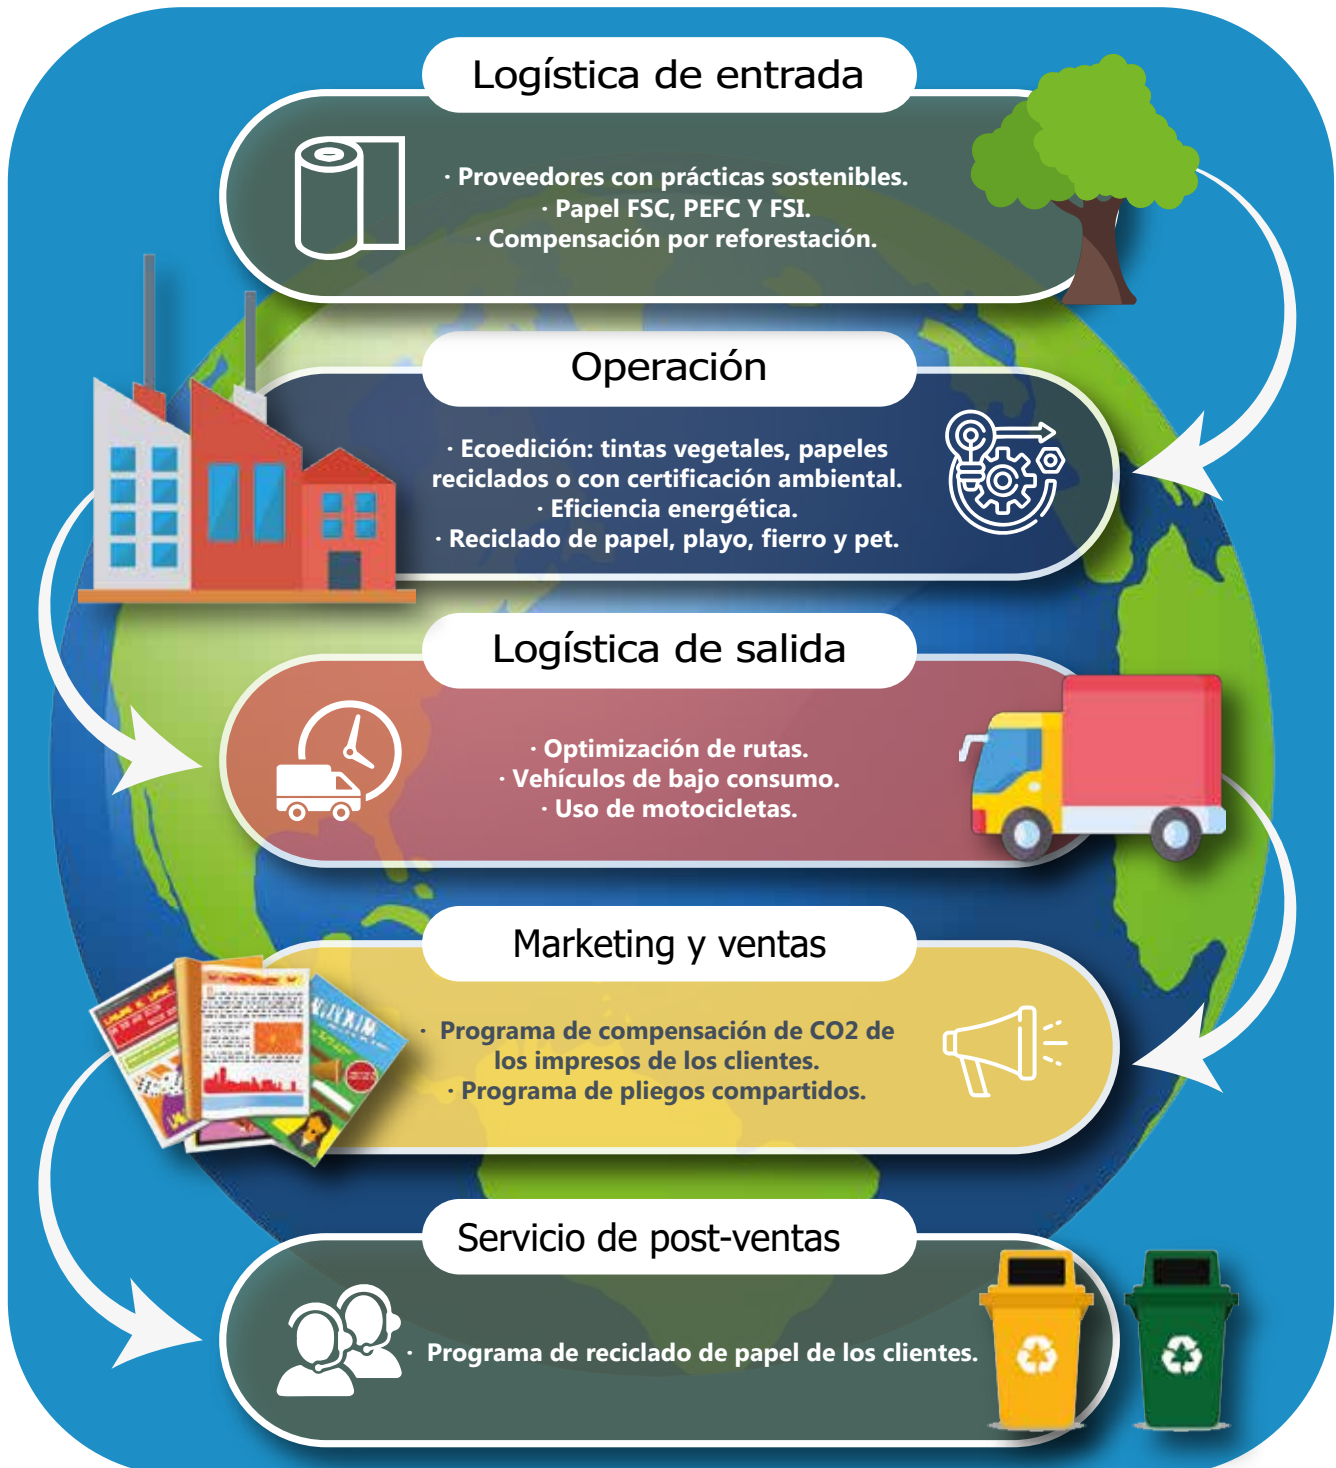 Logística de entrada
· Proveedores con prácticas sostenibles.
· Papel FSC, PEFC Y FSI.
· Compensación por reforestación.
Operación
· Ecoedición: tintas vegetales, papeles
reciclados o con certificación ambiental.
· Eficiencia energética.
· Reciclado de papel, playo, fierro y pet.
Logística de salida
· Optimización de rutas.
· Vehículos de bajo consumo.
· Uso de motocicletas.
Marketing y ventas
· Programa de compensación de CO2 de
los impresos de los clientes.
· Programa de pliegos compartidos.
Servicio de post-ventas
· Programa de reciclado de papel de los clientes.